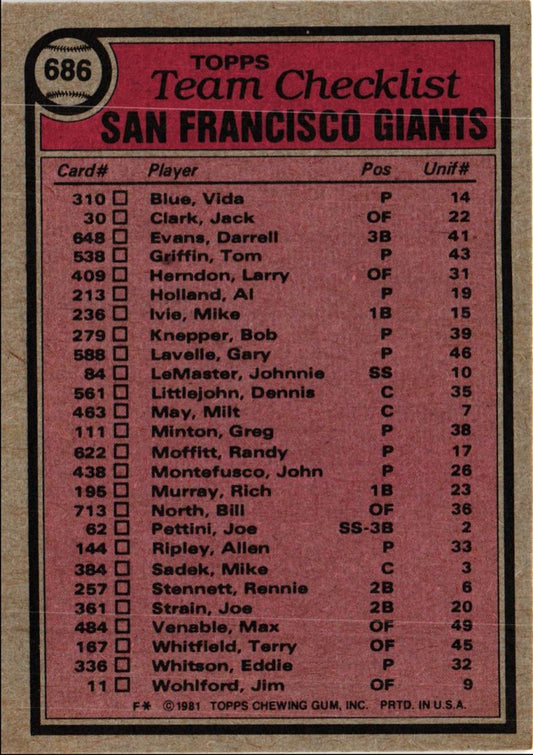 686
TOPPS
Team Checklist
SAN FRANCISCO GIANTS
Card# Player Pos Unif#
310 □ Blue, Vida P 14
30 □ Clark, Jack OF 22
648 □ Evans, Darrell 3B 41
538 □ Griffin, Tom P 43
409 □ Herndon, Larry OF 31
213 □ Holland, Al P 19
236 □ Ivie, Mike 1B 15
279 □ Knepper, Bob P 39
588 □ Lavelle, Gary P 46
84 □ LeMaster, Johnnie SS 10
561 □ Littlejohn, Dennis C 35
463 □ May, Milt C 7
111 □ Minton, Greg P 38
622 □ Moffitt, Randy P 17
438 □ Montefusco, John P 26
195 □ Murray, Rich 1B 23
713 □ North, Bill OF 36
62 □ Pettini, Joe SS-3B 2
144 □ Ripley, Allen P 33
384 □ Sadek, Mike C 3
257 □ Stennett, Rennie 2B 6
361 □ Strain, Joe 2B 20
484 □ Venable, Max OF 49
167 □ Whitfield, Terry OF 45
336 □ Whitson, Eddie P 32
11 □ Wohlford, Jim OF 9
F* ©1981 TOPPS CHEWING GUM, INC. PRTD. IN U.S.A.